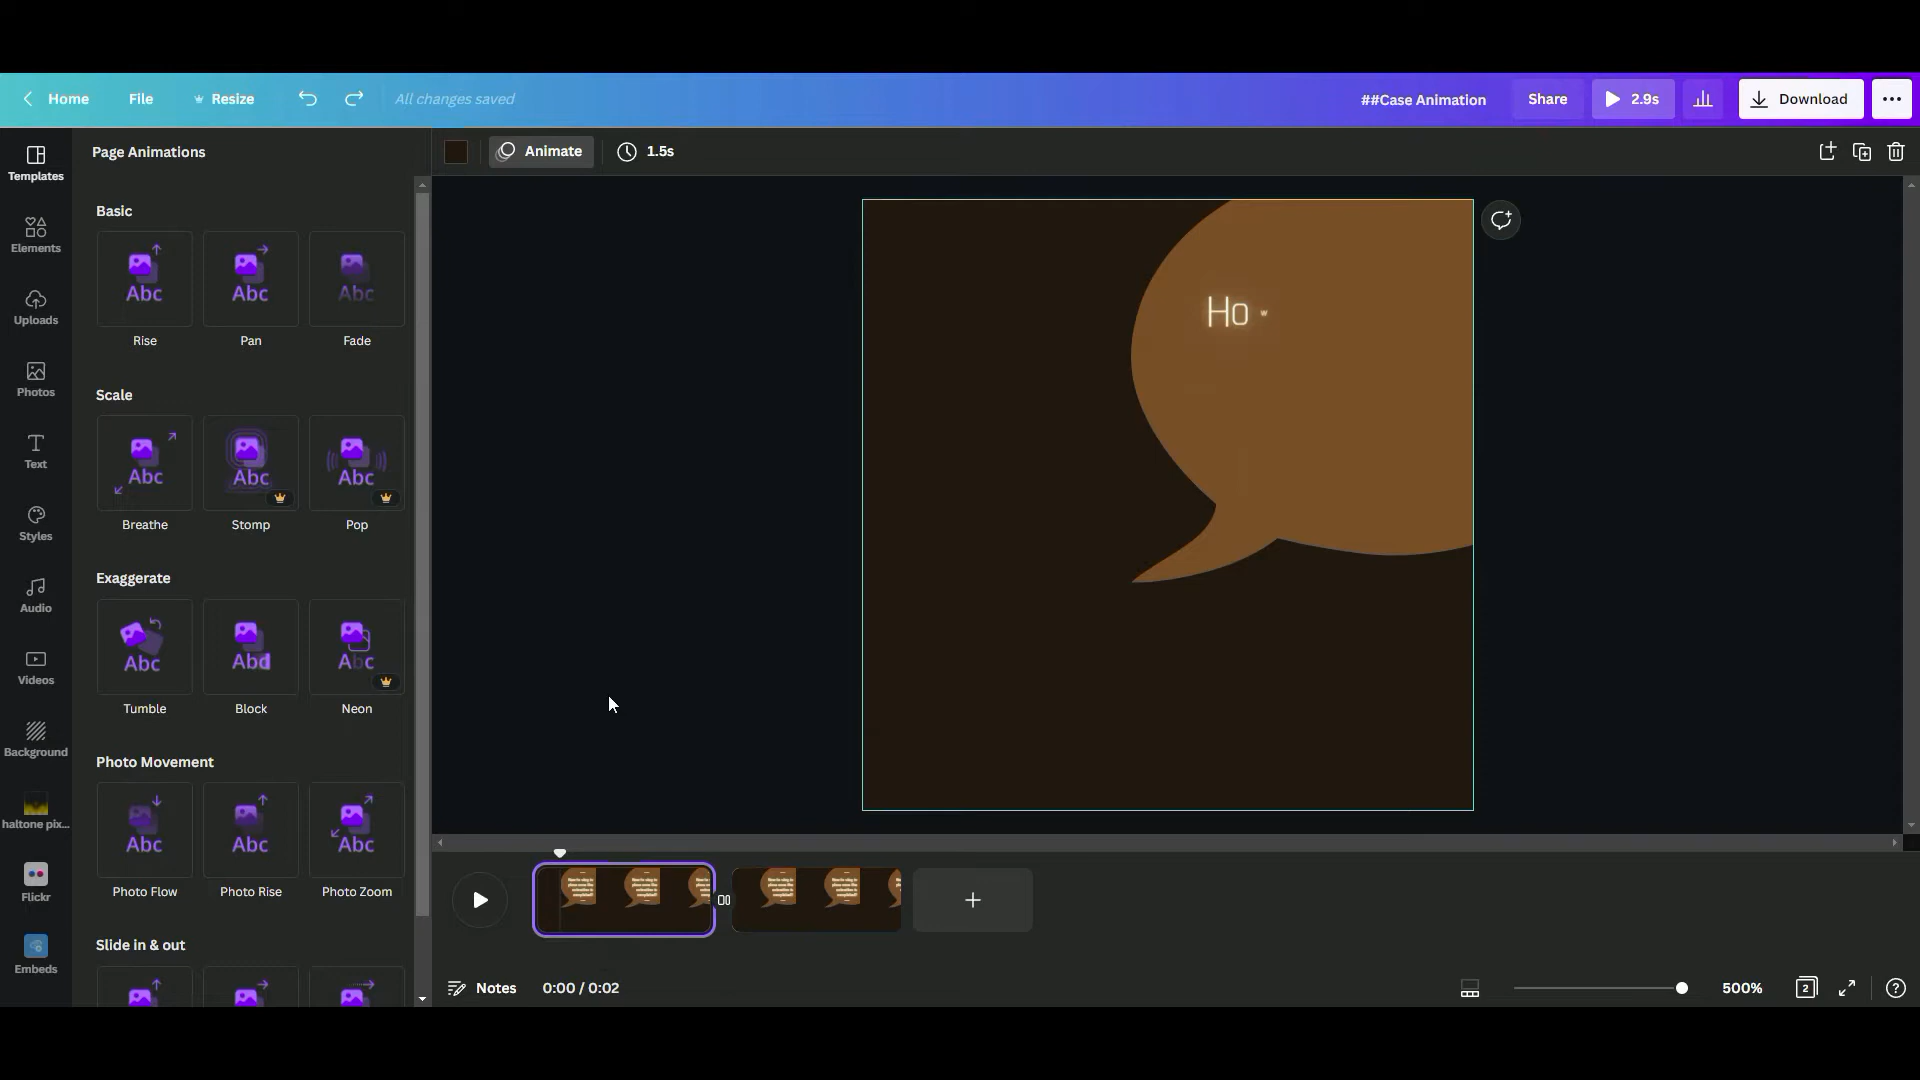 Home
File
Resize
All changes saved
##Case Animation
Share
2.9s
Download
Templates
Elements
Uploads
Photos
Text
Styles
Audio
Videos
Background
haltone pix...
Flickr
Embeds
Page Animations
Basic
Abc
Abc
Abc
Rise
Pan
Fade
Scale
Abc
Abc
Abc
Breathe
Stomp
Pop
Exaggerate
Abc
Abc
Abc
Tumble
Block
Neon
Photo Movement
Abc
Abc
Abc
Photo Flow
Photo Rise
Photo Zoom
Slide in & out
Animate
1.5s
Ho w
Notes
0:00 / 0:02
500%
2